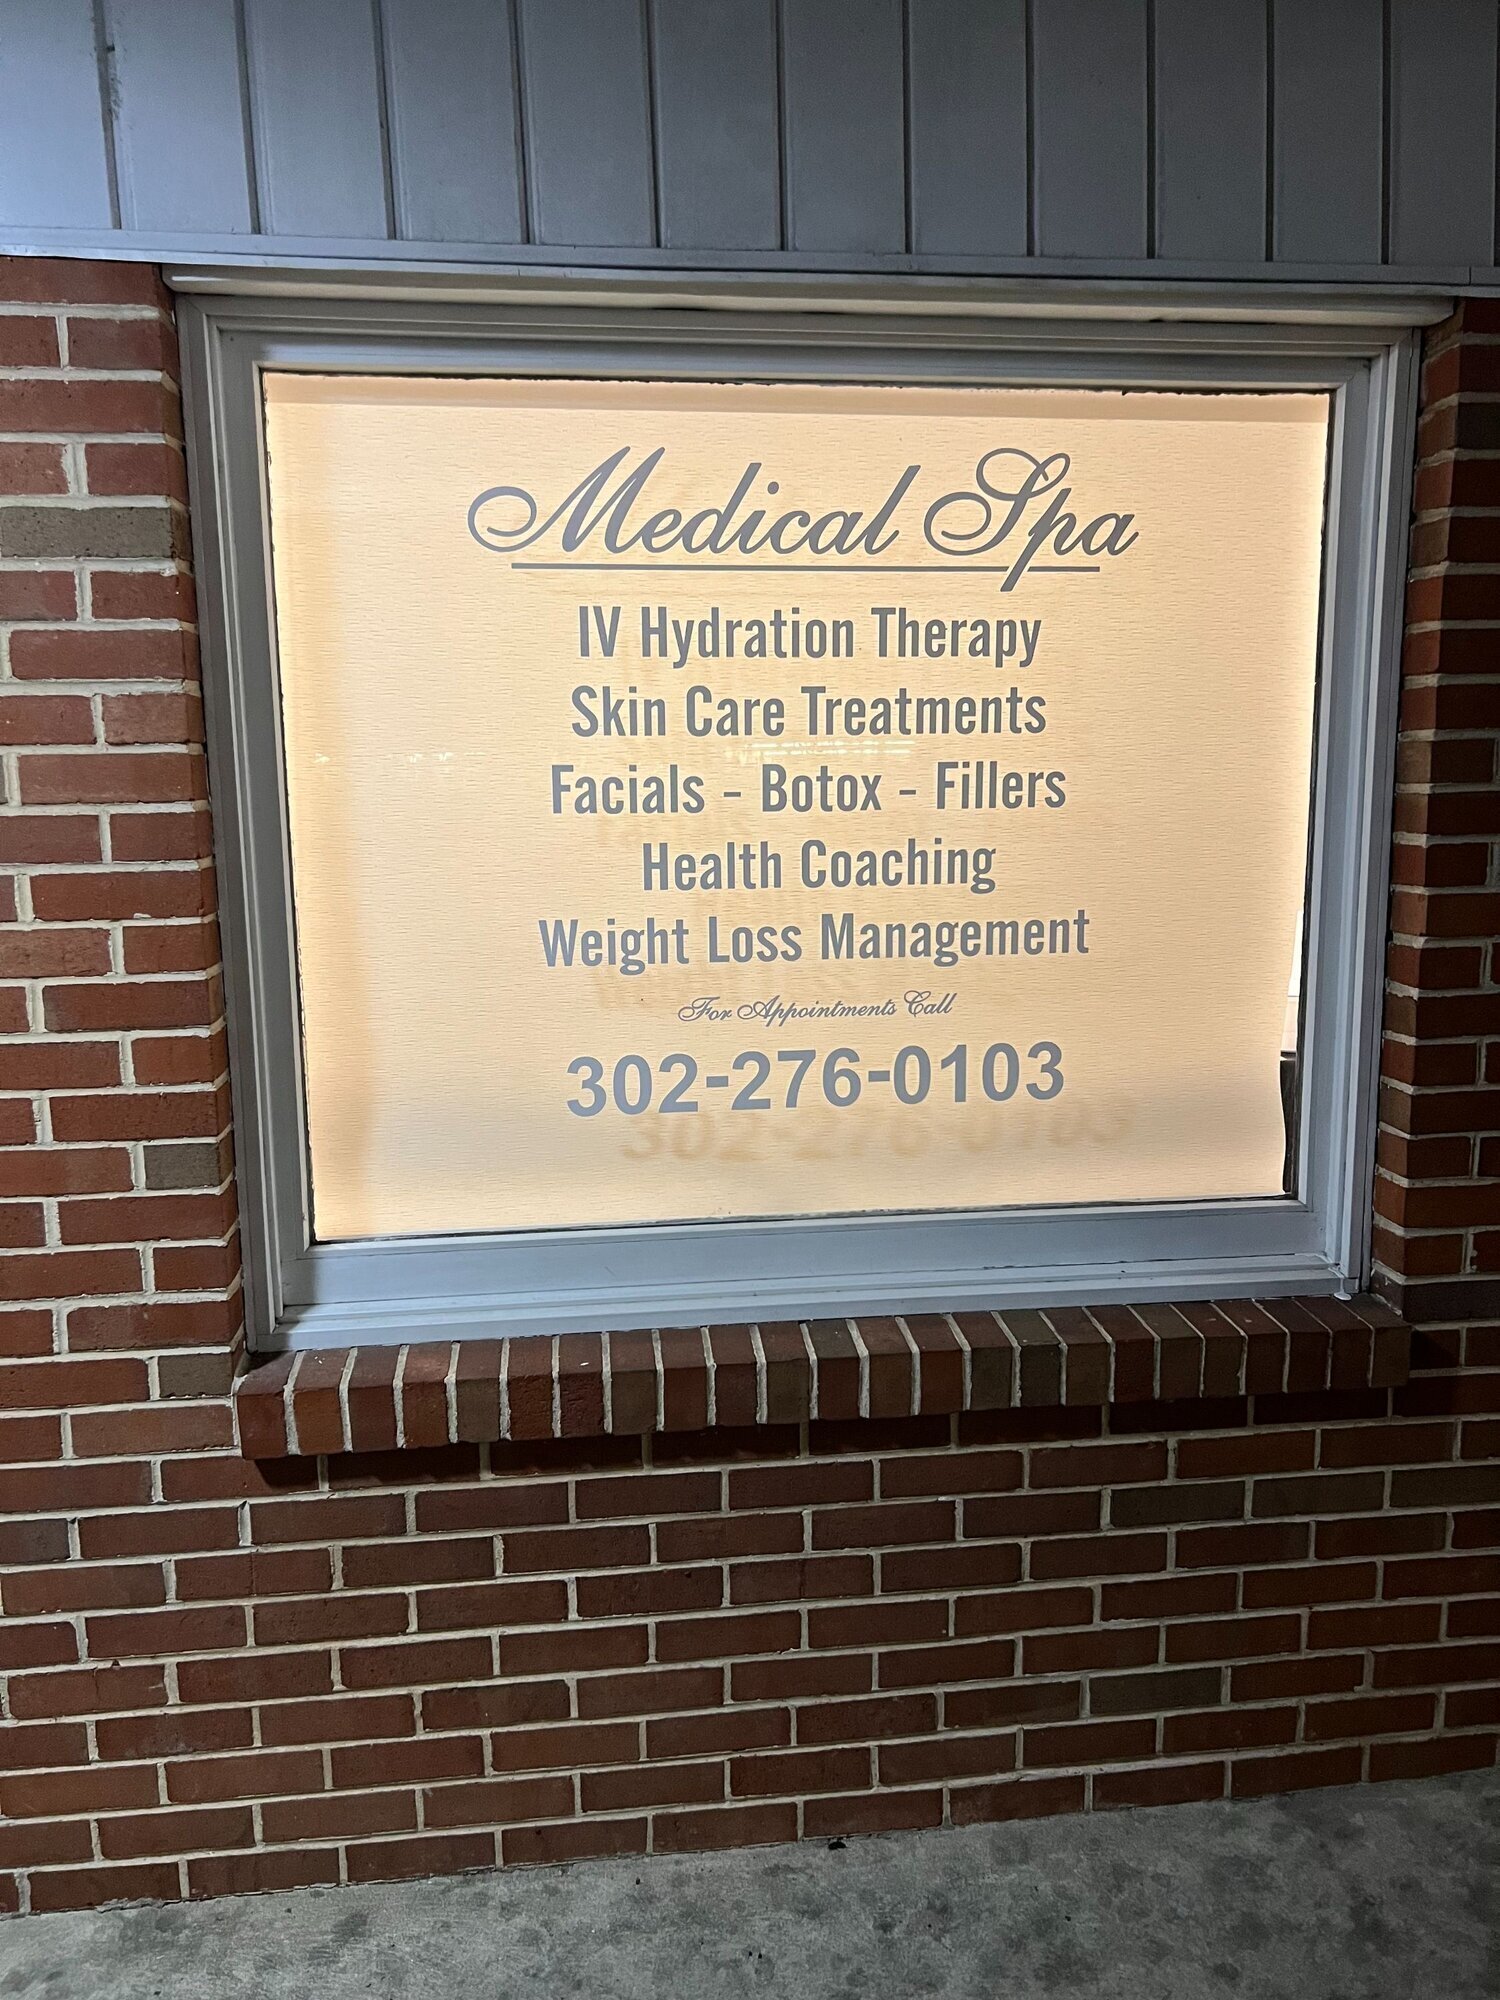 Medical Spa
IV Hydration Therapy
Skin Care Treatments
Facials - Botox - Fillers
Health Coaching
Weight Loss Management
For Appointments Call
302-276-0103